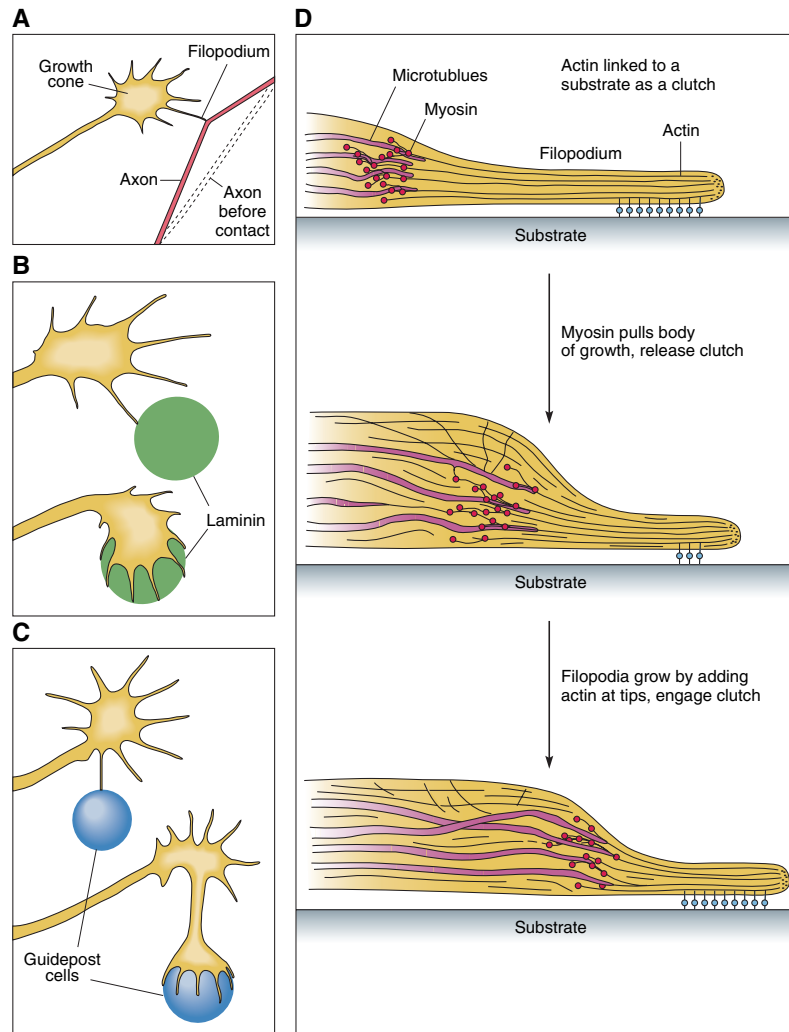 A
Growth
cone
Filopodium
Axon
Axon
before
contact
B
Laminin
C
Guidepost
cells
D
Actin linked to a
substrate as a clutch
Microtublues
Myosin
Filopodium
Actin
Substrate
Myosin pulls body
of growth, release clutch
Substrate
Filopodia grow by adding
actin at tips, engage clutch
Substrate